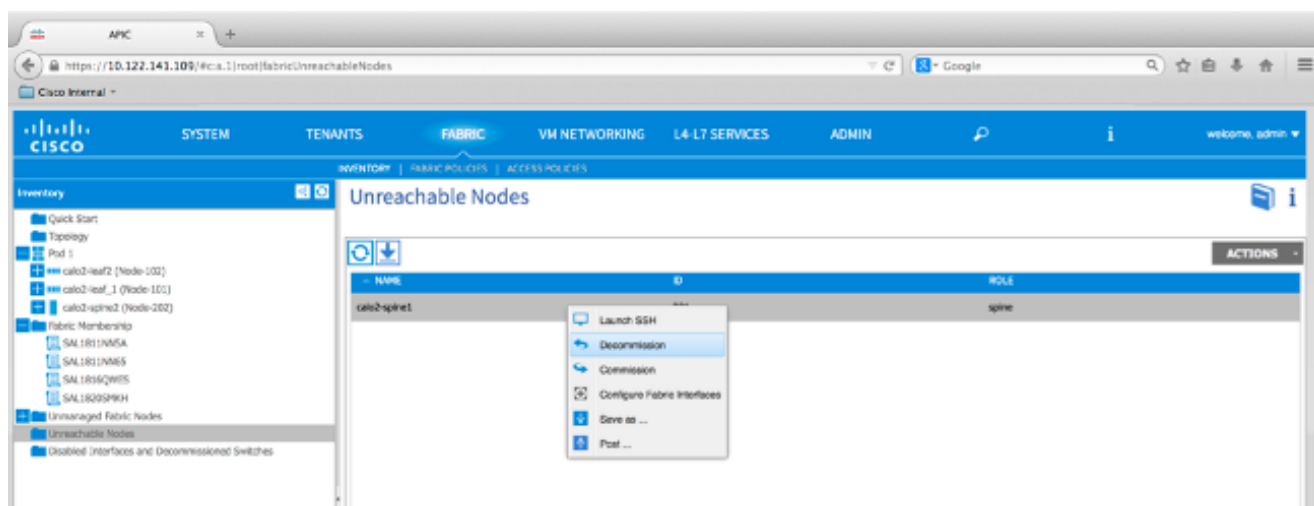 APIC
https://10.122.141.109/#c:a.1|root|fabricUnreachableNodes
Google
Cisco Internal
CISCO
SYSTEM TENANTS FABRIC VM NETWORKING L4-L7 SERVICES ADMIN i welcome, admin
INVENTORY | FABRIC POLICIES | ACCESS POLICIES
Inventory
Quick Start
Topology
Pod 1
calo2-leaf2 (Node-102)
calo2-leaf_1 (Node-101)
calo2-spine2 (Node-202)
Fabric Membership
SAL1811NN5A
SAL1811NNE5
SAL1816QWES
Unmanaged Fabric Nodes
Unreachable Nodes
Disabled Interfaces and Decommissioned Switches
Unreachable Nodes
i
ACTIONS
NAME ID ROLE
calo2-spine1 spine
Launch SSH
Decommission
Commission
Configure Fabric Interfaces
Save as ...
Post ...